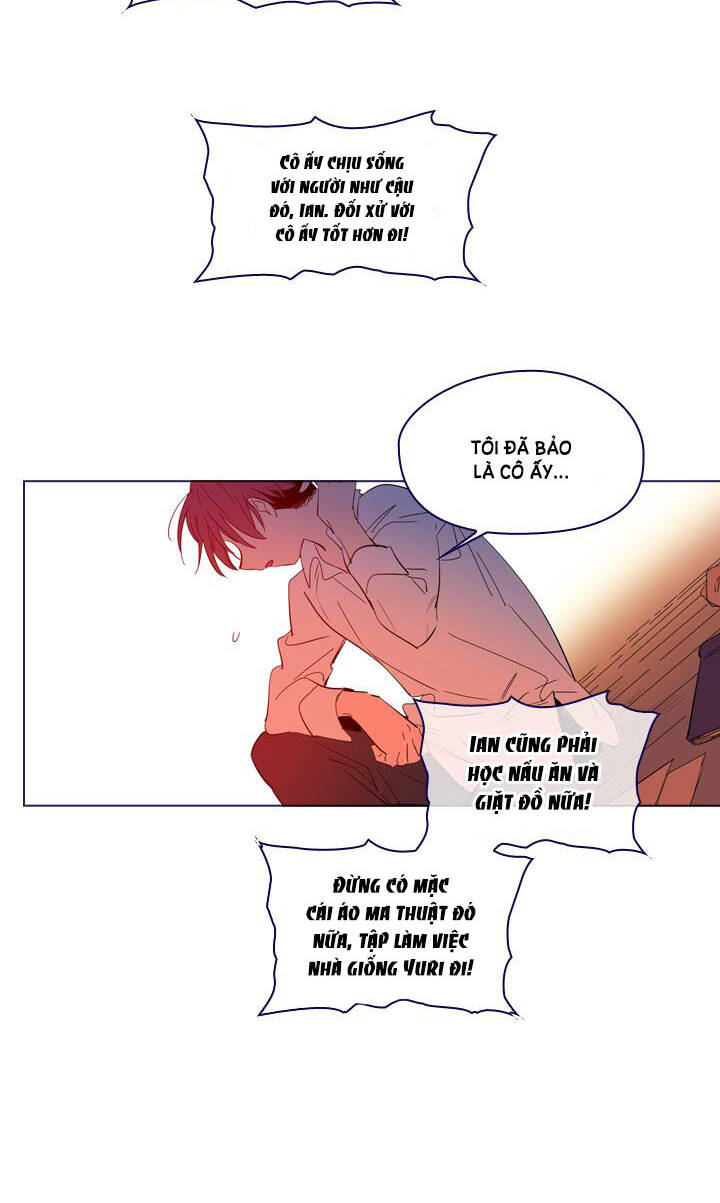 Cô ấy chịu sống
với người như cậu
đó, Ian. Đối xử với
cô ấy tốt hơn đi!
Tôi đã bảo
là cô ấy...
Ian cũng phải
học nấu ăn và
giặt đồ nữa!
Đừng có mặc
cái áo ma thuật đó
nữa, tập làm việc
nhà giống Yuri đi!